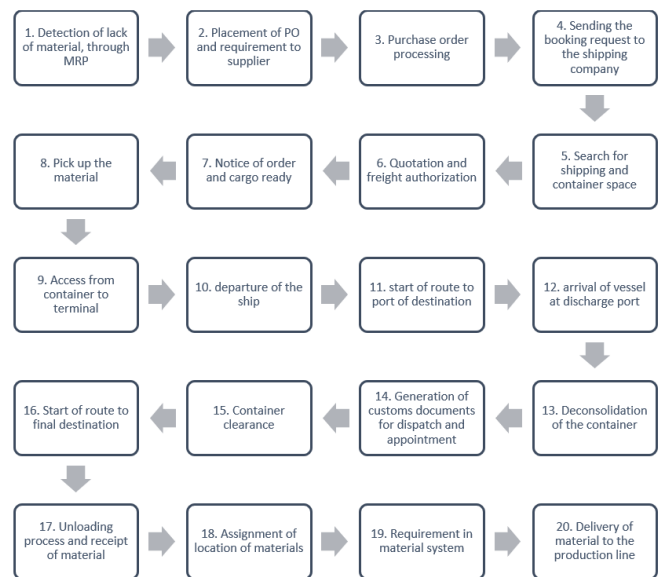 1. Detection of lack
of material, through
MRP
2. Placement of PO
and requirement to
supplier
3. Purchase order
processing
4. Sending the
booking request to
the shipping
company
5. Search for
shipping and
container space
6. Quotation and
freight authorization
7. Notice of order
and cargo ready
8. Pick up the
material
9. Access from
container to
terminal
10. departure of the
ship
11. start of route to
port of destination
12. arrival of vessel
at discharge port
13. Deconsolidation
of the container
14. Generation of
customs documents
for dispatch and
appointment
15. Container
clearance
16. Start of route to
final destination
17. Unloading
process and receipt
of material
18. Assignment of
location of materials
19. Requirement in
material system
20. Delivery of
material to the
production line